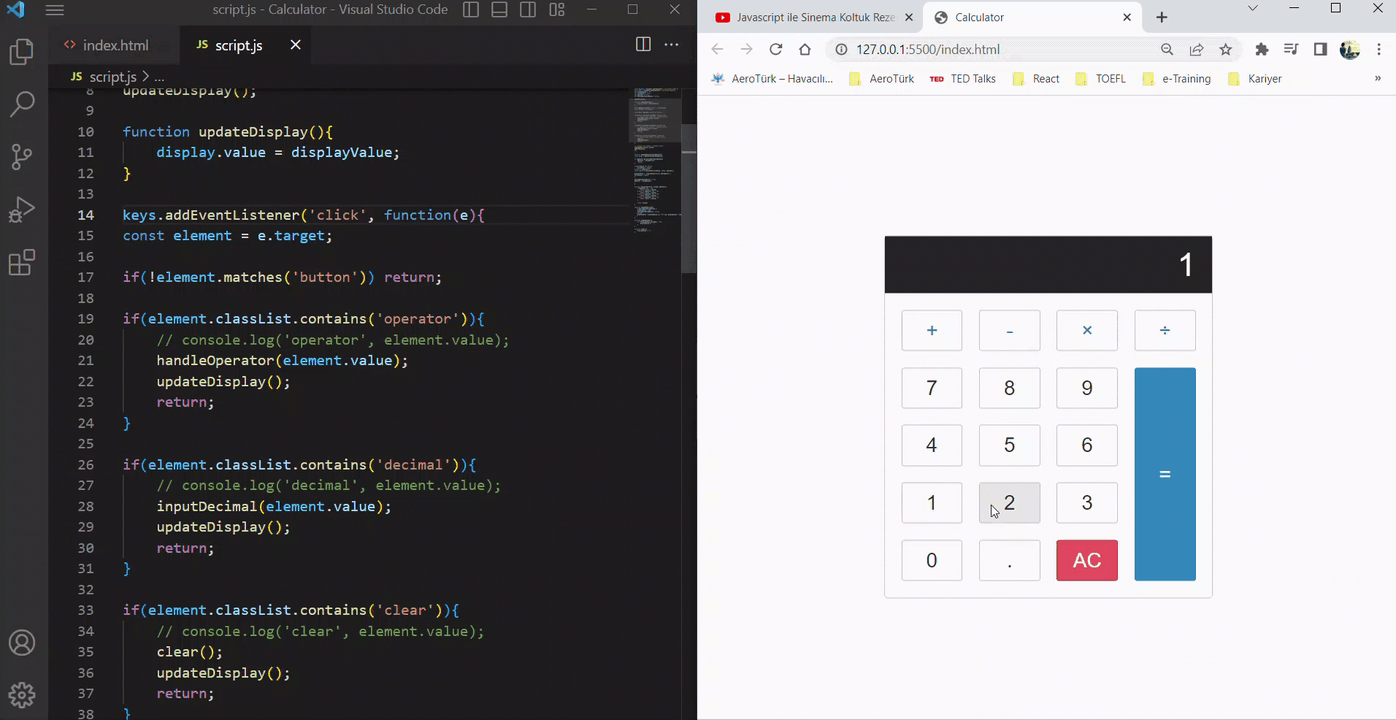 script.js - Calculator - Visual Studio Code
index.html
JS script.js
JS script.js > ...
8 updateDisplay();
9
10 function updateDisplay(){
11 display.value = displayValue;
12 }
13
14 keys.addEventListener('click', function(e){
15 const element = e.target;
16
17 if(!element.matches('button')) return;
18
19 if(element.classList.contains('operator')){
20 // console.log('operator', element.value);
21 handleOperator(element.value);
22 updateDisplay();
23 return;
24 }
25
26 if(element.classList.contains('decimal')){
27 // console.log('decimal', element.value);
28 inputDecimal(element.value);
29 updateDisplay();
30 return;
31 }
32
33 if(element.classList.contains('clear')){
34 // console.log('clear', element.value);
35 clear();
36 updateDisplay();
37 return;
38 }
Javascript ile Sinema Koltuk Reze
Calculator
127.0.0.1:5500/index.html
AeroTürk – Havacılı... AeroTürk TED TED Talks React TOEFL e-Training Kariyer »
1
+ - × ÷
7 8 9
4 5 6
=
1 2 3
0 . AC